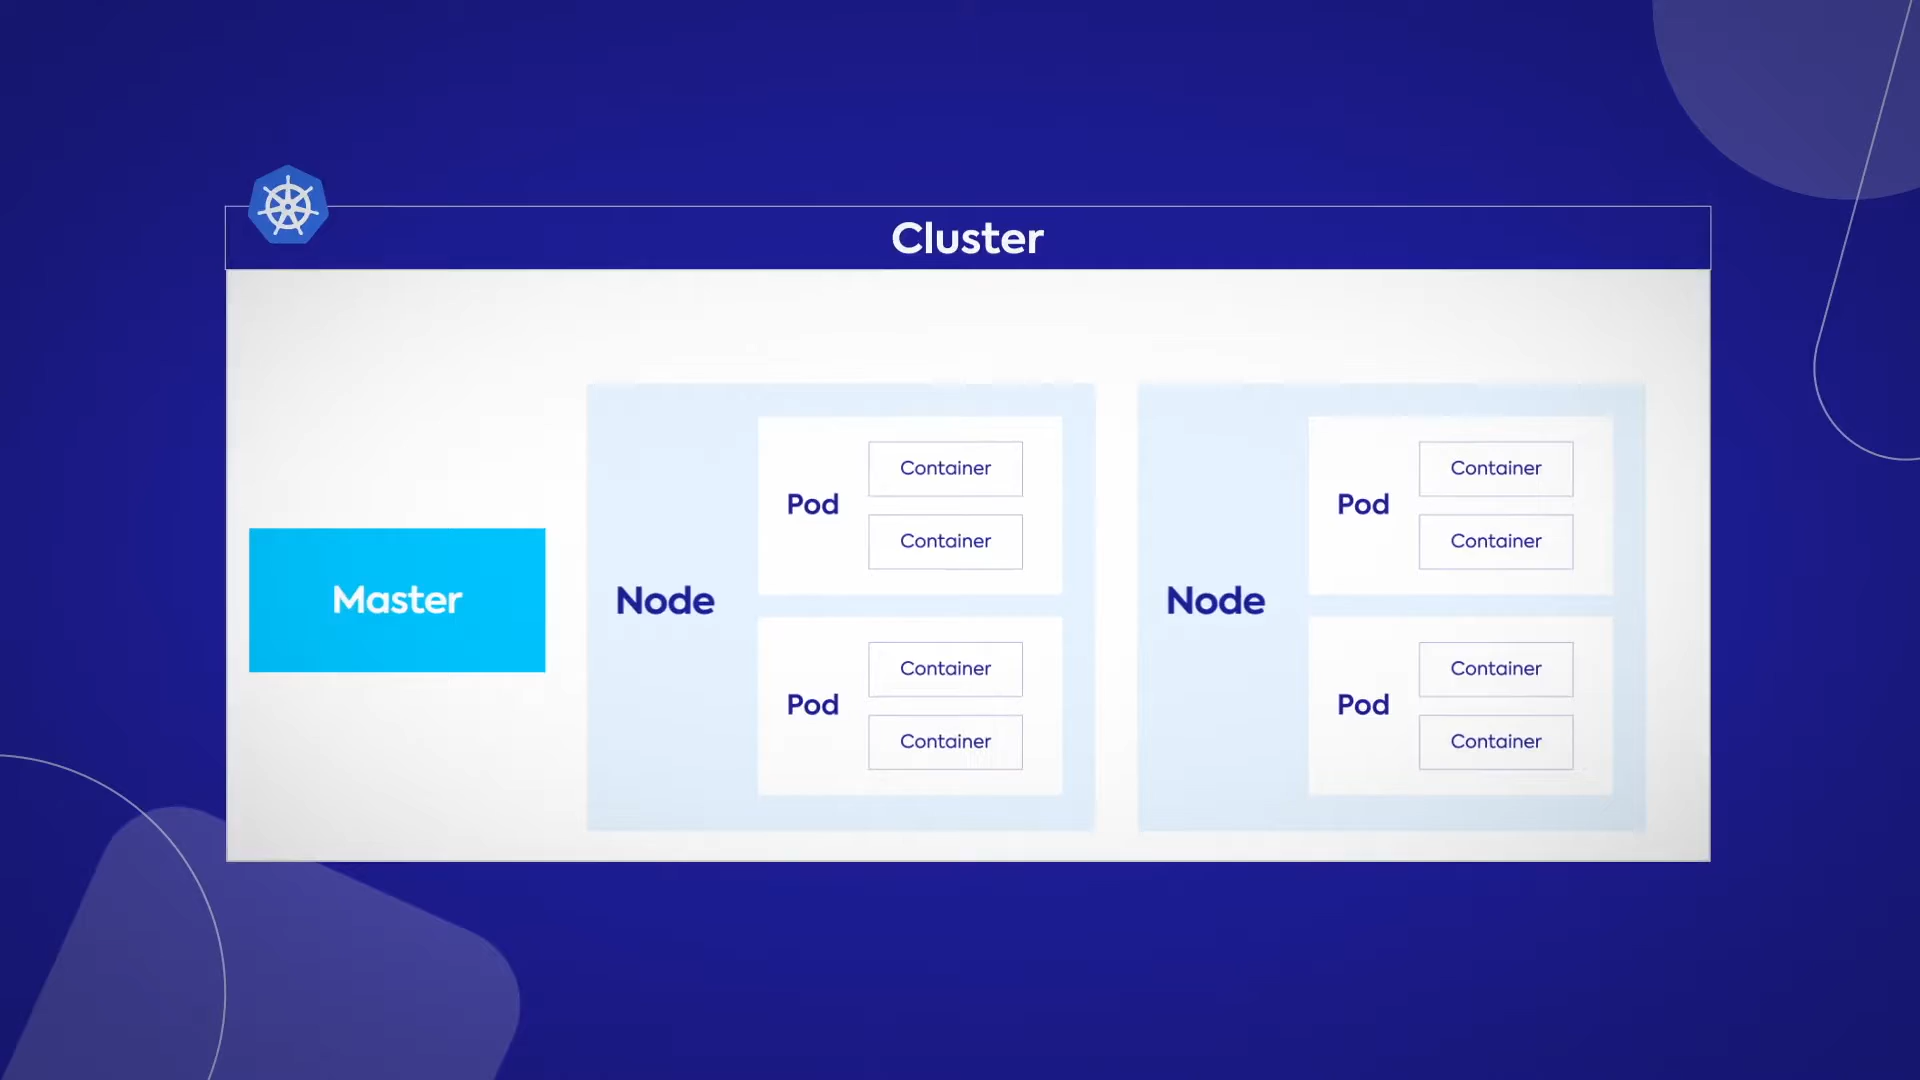 Cluster
Master
Node
Pod
Container
Container
Pod
Container
Container
Node
Pod
Container
Container
Pod
Container
Container